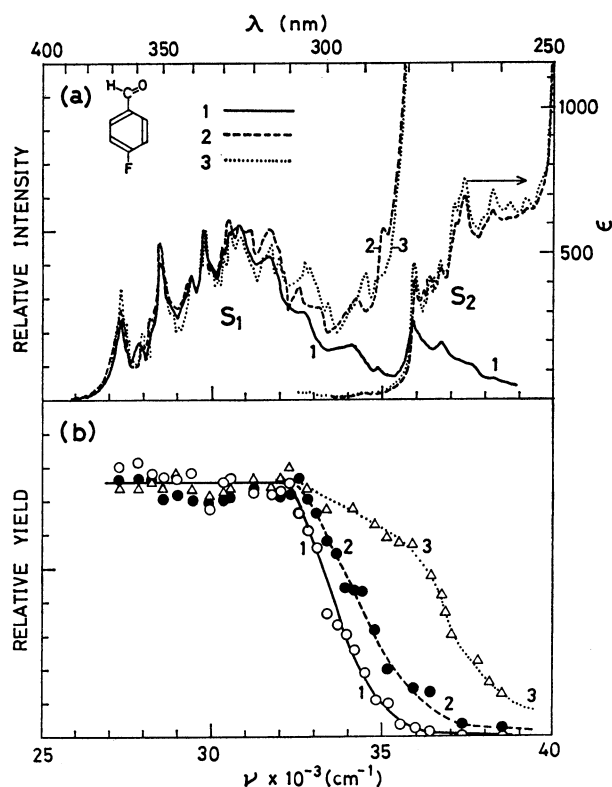 λ (nm)
400 350 300 250
(a)
H C O
F
1
2
3
1000
500
ε
RELATIVE INTENSITY
S1
S2
2 3
1
1
(b)
RELATIVE YIELD
1
2
3
1
2
3
25 30 35 40
ν × 10⁻³ (cm⁻¹)